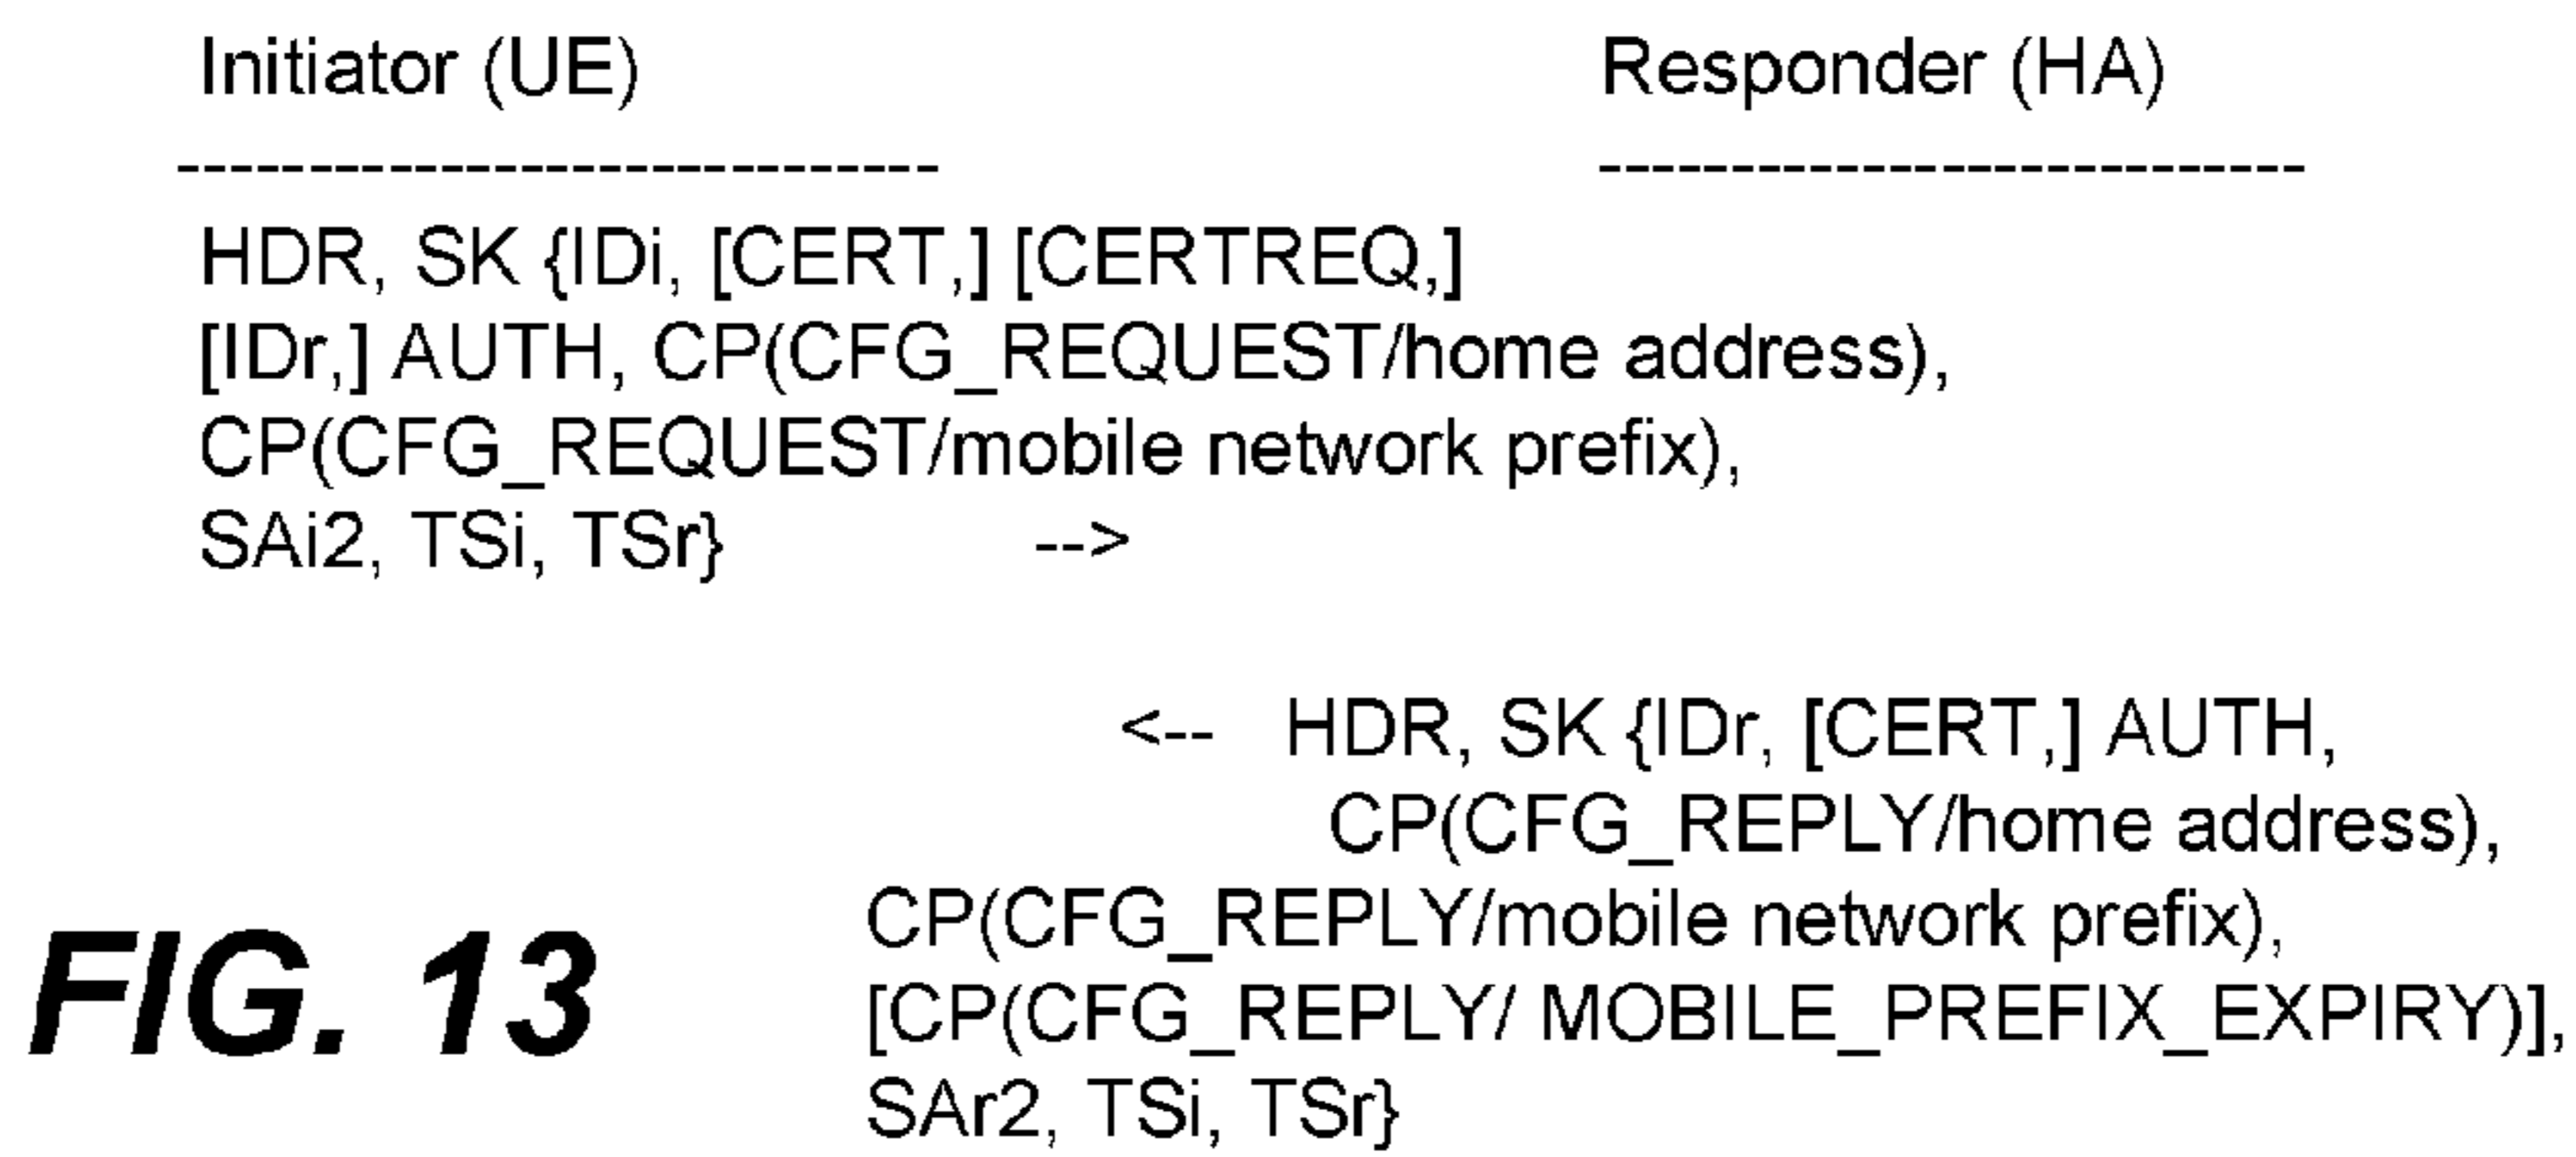 Initiator (UE) Responder (HA)
----------------------------- ---------------------------
HDR, SK {IDi, [CERT,] [CERTREQ,]
[IDr,] AUTH, CP(CFG_REQUEST/home address),
CP(CFG_REQUEST/mobile network prefix),
SAi2, TSi, TSr} -->
<-- HDR, SK {IDr, [CERT,] AUTH,
CP(CFG_REPLY/home address),
CP(CFG_REPLY/mobile network prefix),
[CP(CFG_REPLY/ MOBILE_PREFIX_EXPIRY)],
SAr2, TSi, TSr}
FIG. 13